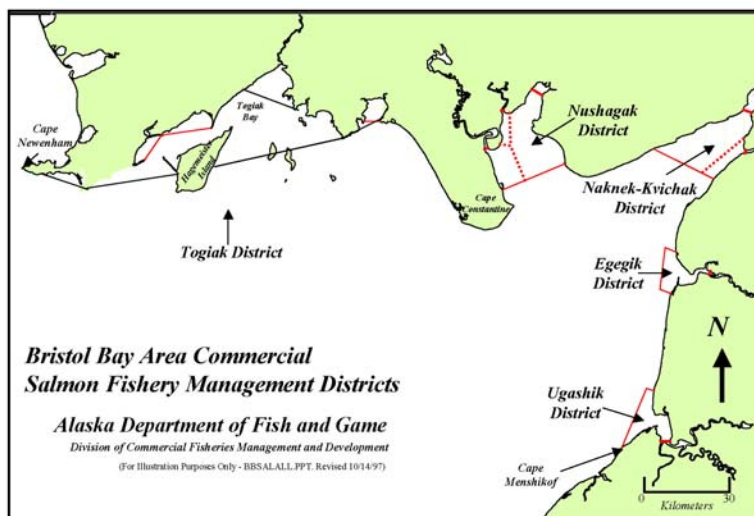 Cape
Newenham
Togiak
Bay
Hagemeister
Island
Togiak District
Nushagak
District
Cape
Constantine
Naknek-Kvichak
District
Egegik
District
N
Bristol Bay Area Commercial
Salmon Fishery Management Districts
Alaska Department of Fish and Game
Division of Commercial Fisheries Management and Development
(For Illustration Purposes Only - BBSALALL.PPT. Revised 10/14/97)
Ugashik
District
Cape
Menshikof
0 30
Kilometers